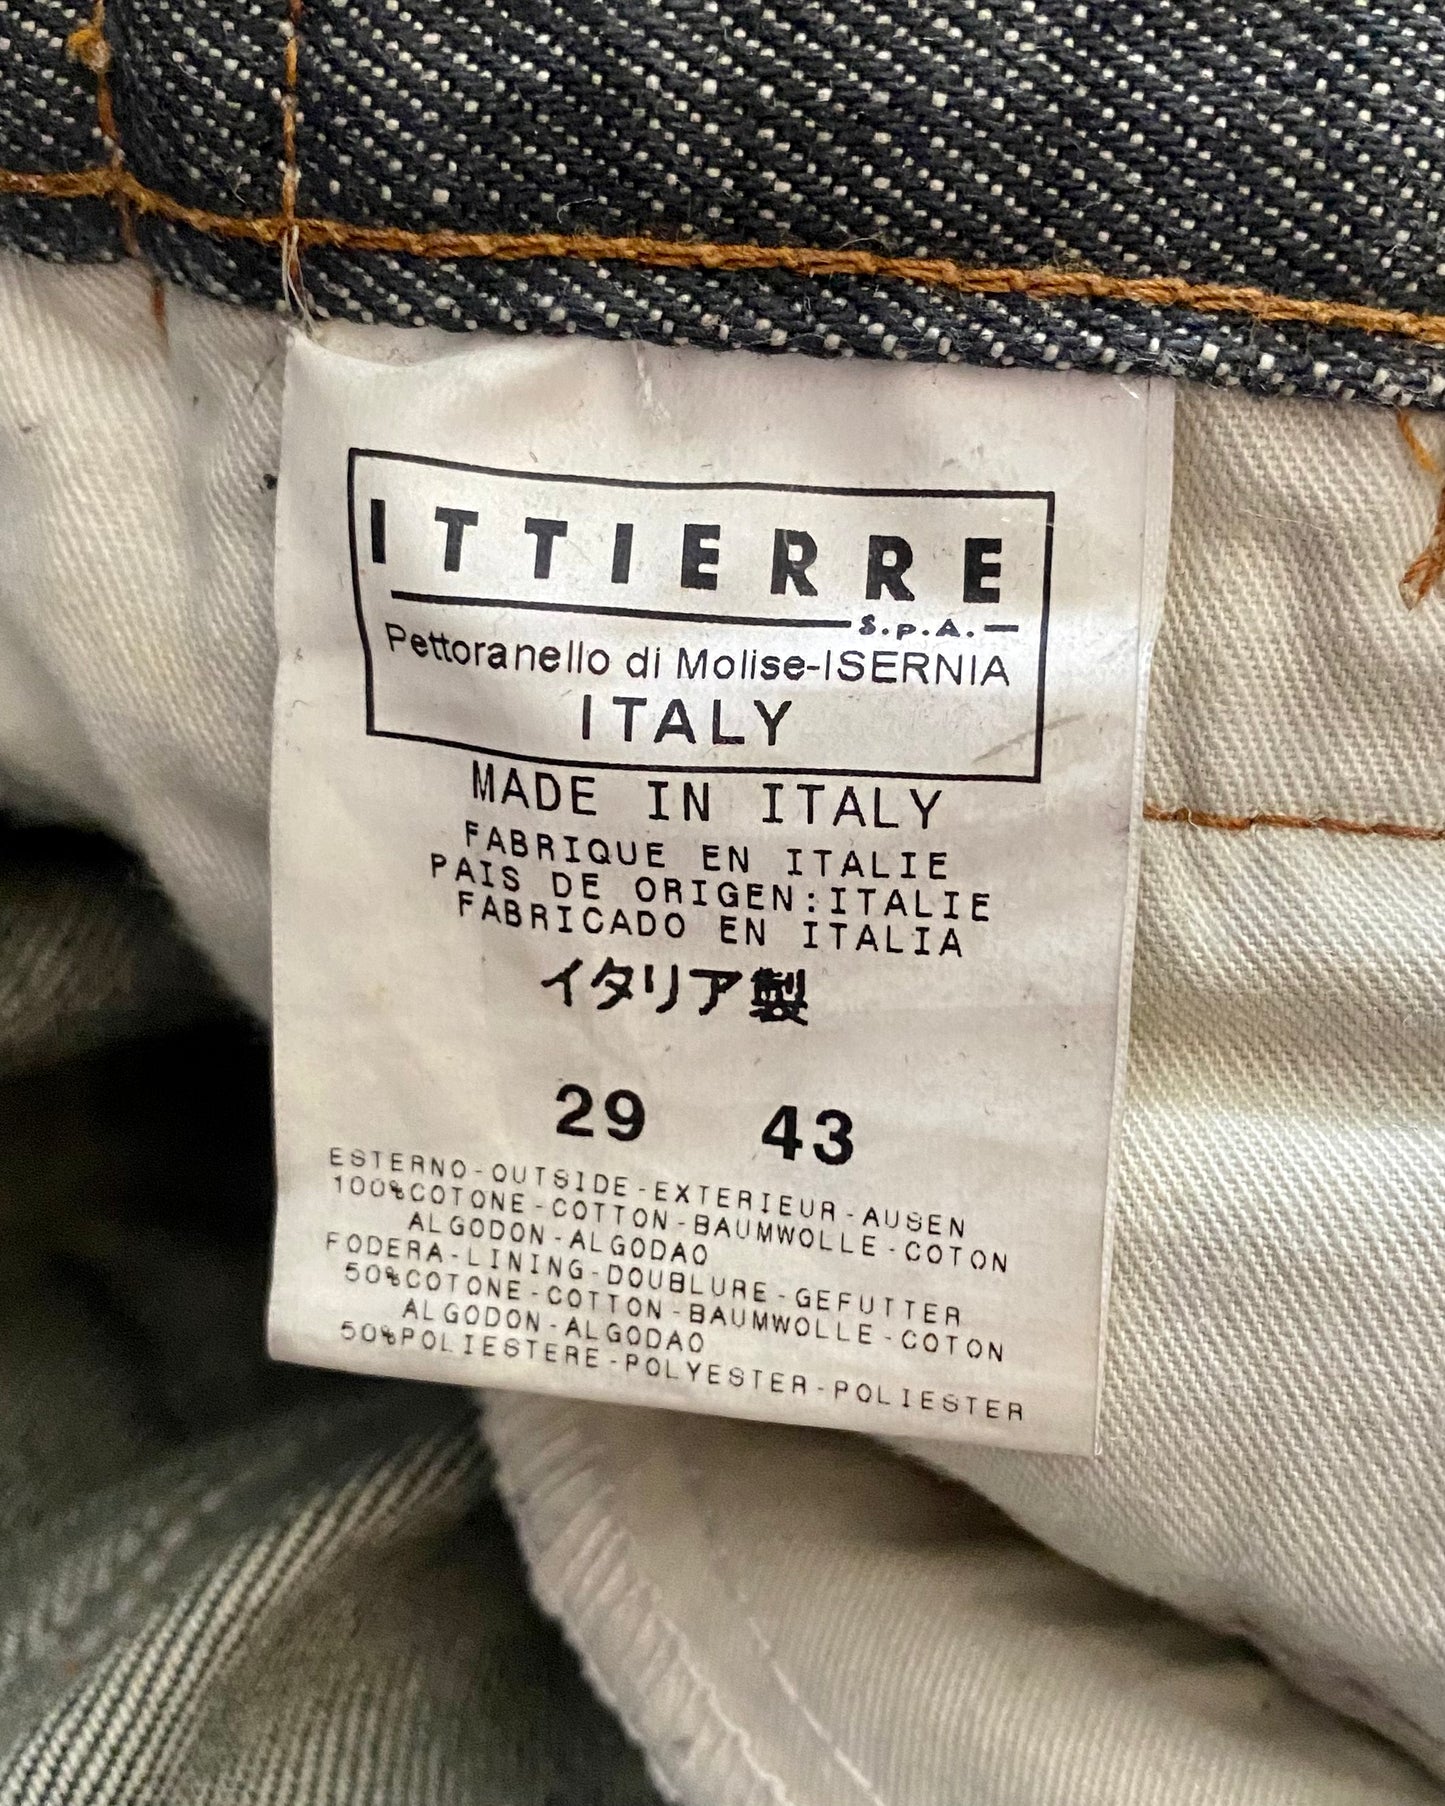 ITTIERRE
S.p.A.
Pettoranello di Molise-ISERNIA
ITALY
MADE IN ITALY
FABRIQUE EN ITALIE
PAIS DE ORIGEN:ITALIE
FABRICADO EN ITALIA
イタリア製
29 43
ESTERNO-OUTSIDE-EXTERIEUR-AUSEN
100%COTONE-COTTON-BAUMWOLLE-COTON
ALGODON-ALGODAO
FODERA-LINING-DOUBLURE-GEFUTTER
50%COTONE-COTTON-BAUMWOLLE-COTON
ALGODON-ALGODAO
50%POLIESTERE-POLYESTER-POLIESTER